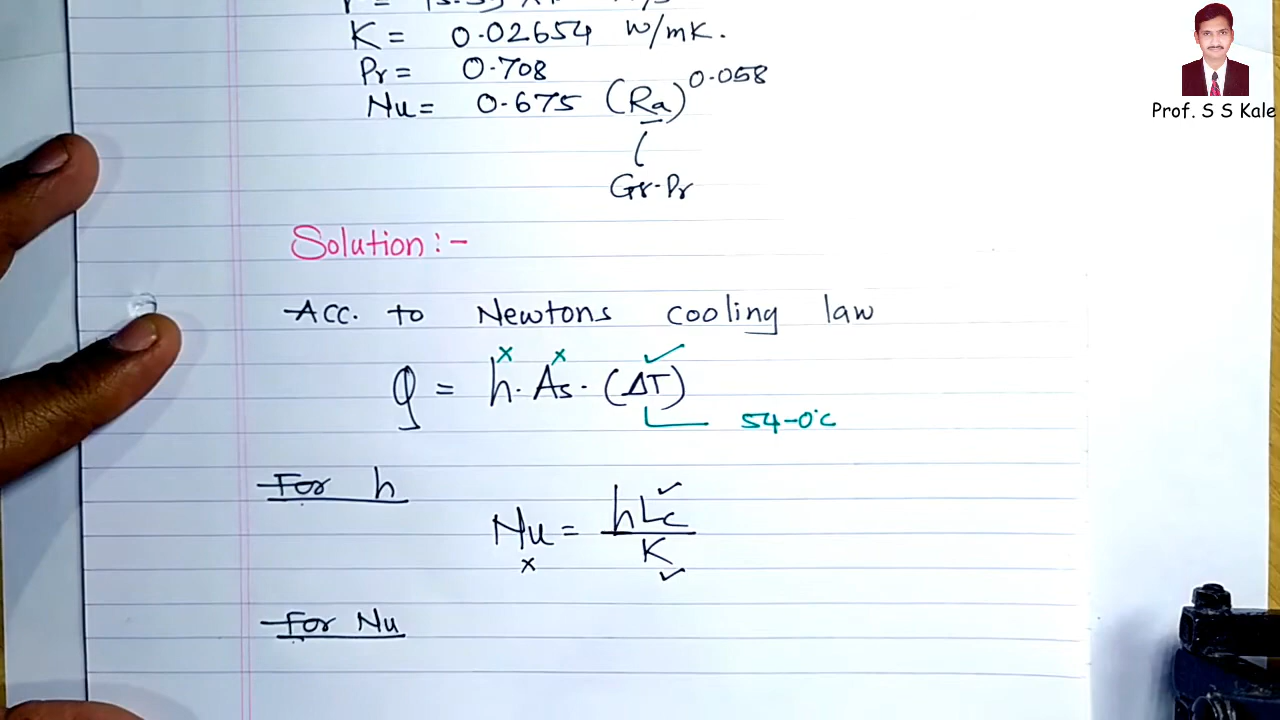 K = 0.02654 W/mK.
Pr = 0.708
Nu = 0.675 (Ra)^0.058
Gr.Pr
Prof. S S Kale
Solution :-
Acc. to Newtons cooling law
x x ✓
Q = h. As. (ΔT)
54-0°C
For h
Nu = hLc / K
x ✓ ✓
For Nu